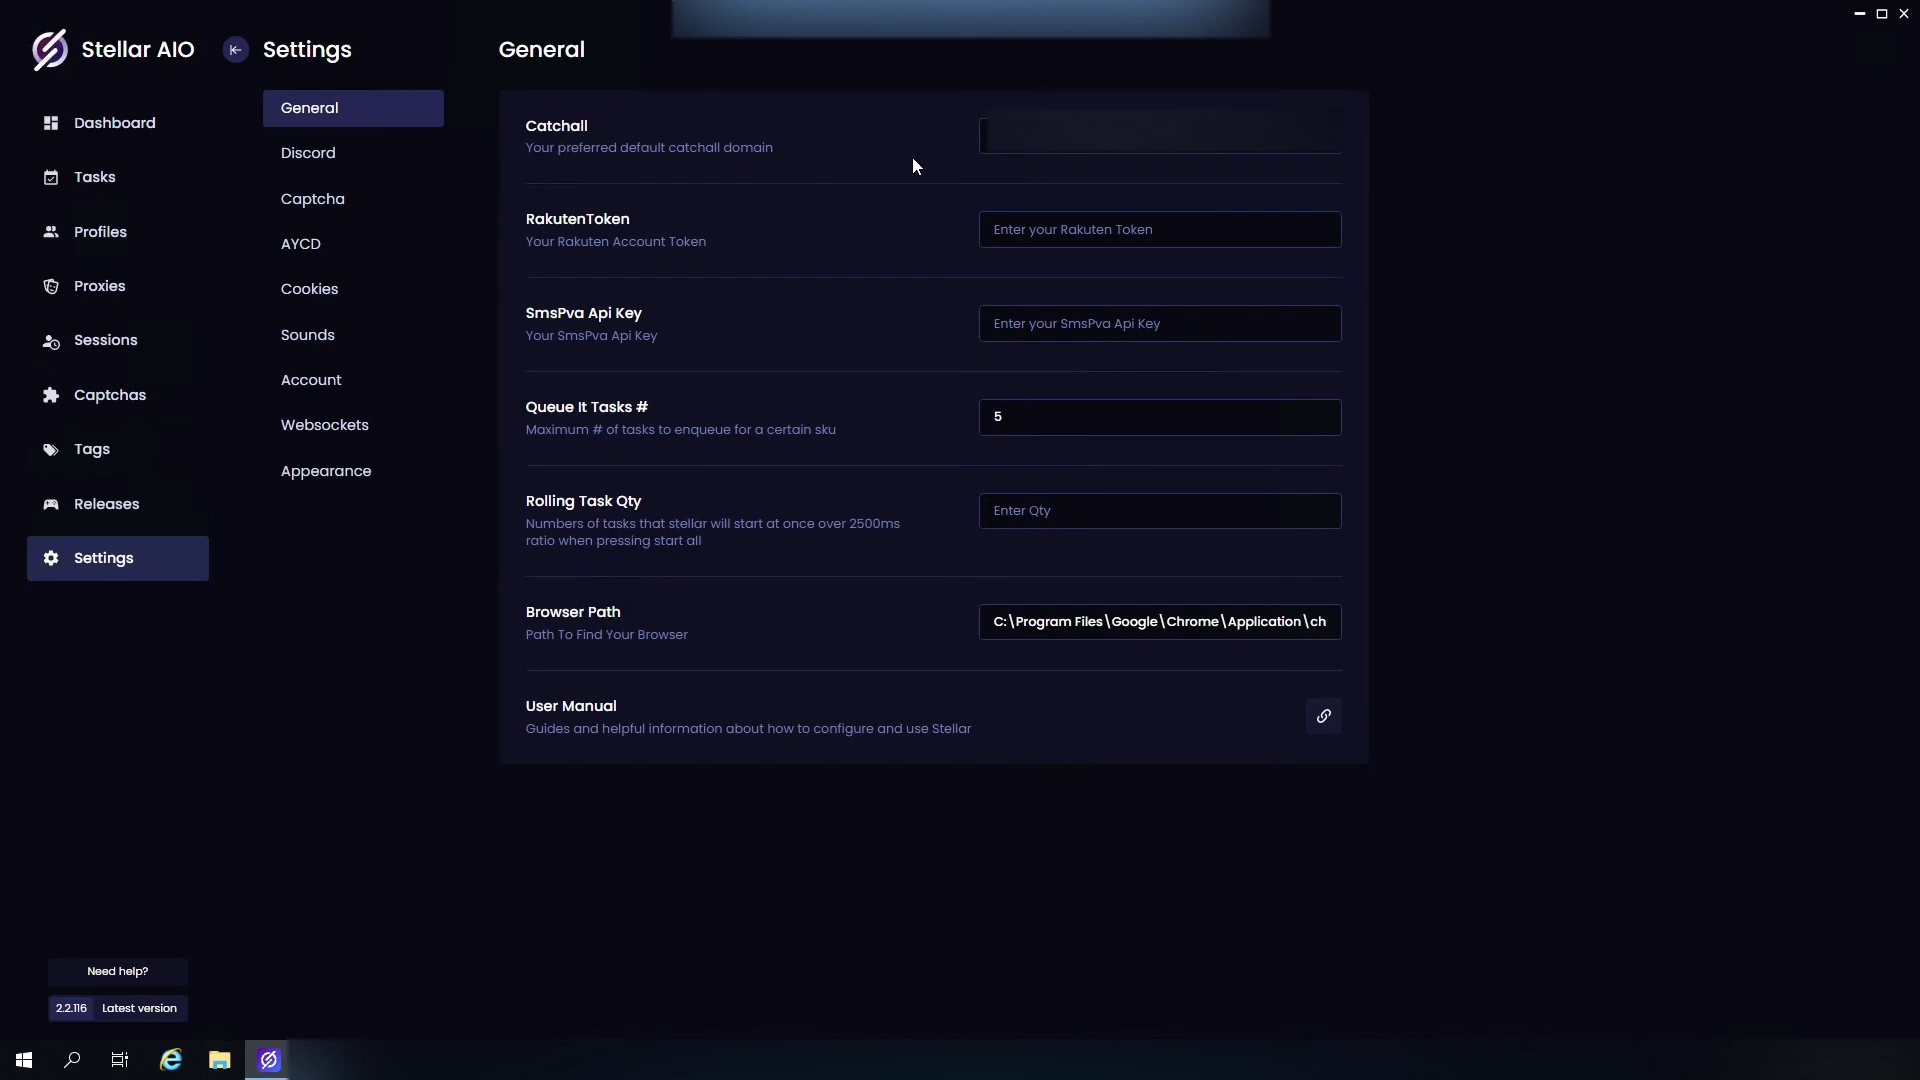 Stellar AIO
Settings
General
Dashboard
Tasks
Profiles
Proxies
Sessions
Captchas
Tags
Releases
Settings
General
Discord
Captcha
AYCD
Cookies
Sounds
Account
Websockets
Appearance
Catchall
Your preferred default catchall domain
RakutenToken
Your Rakuten Account Token
Enter your Rakuten Token
SmsPva Api Key
Your SmsPva Api Key
Enter your SmsPva Api Key
Queue It Tasks #
Maximum # of tasks to enqueue for a certain sku
5
Rolling Task Qty
Numbers of tasks that stellar will start at once over 2500ms
ratio when pressing start all
Enter Qty
Browser Path
Path To Find Your Browser
C:\Program Files\Google\Chrome\Application\ch
User Manual
Guides and helpful information about how to configure and use Stellar
Need help?
2.2.116 Latest version